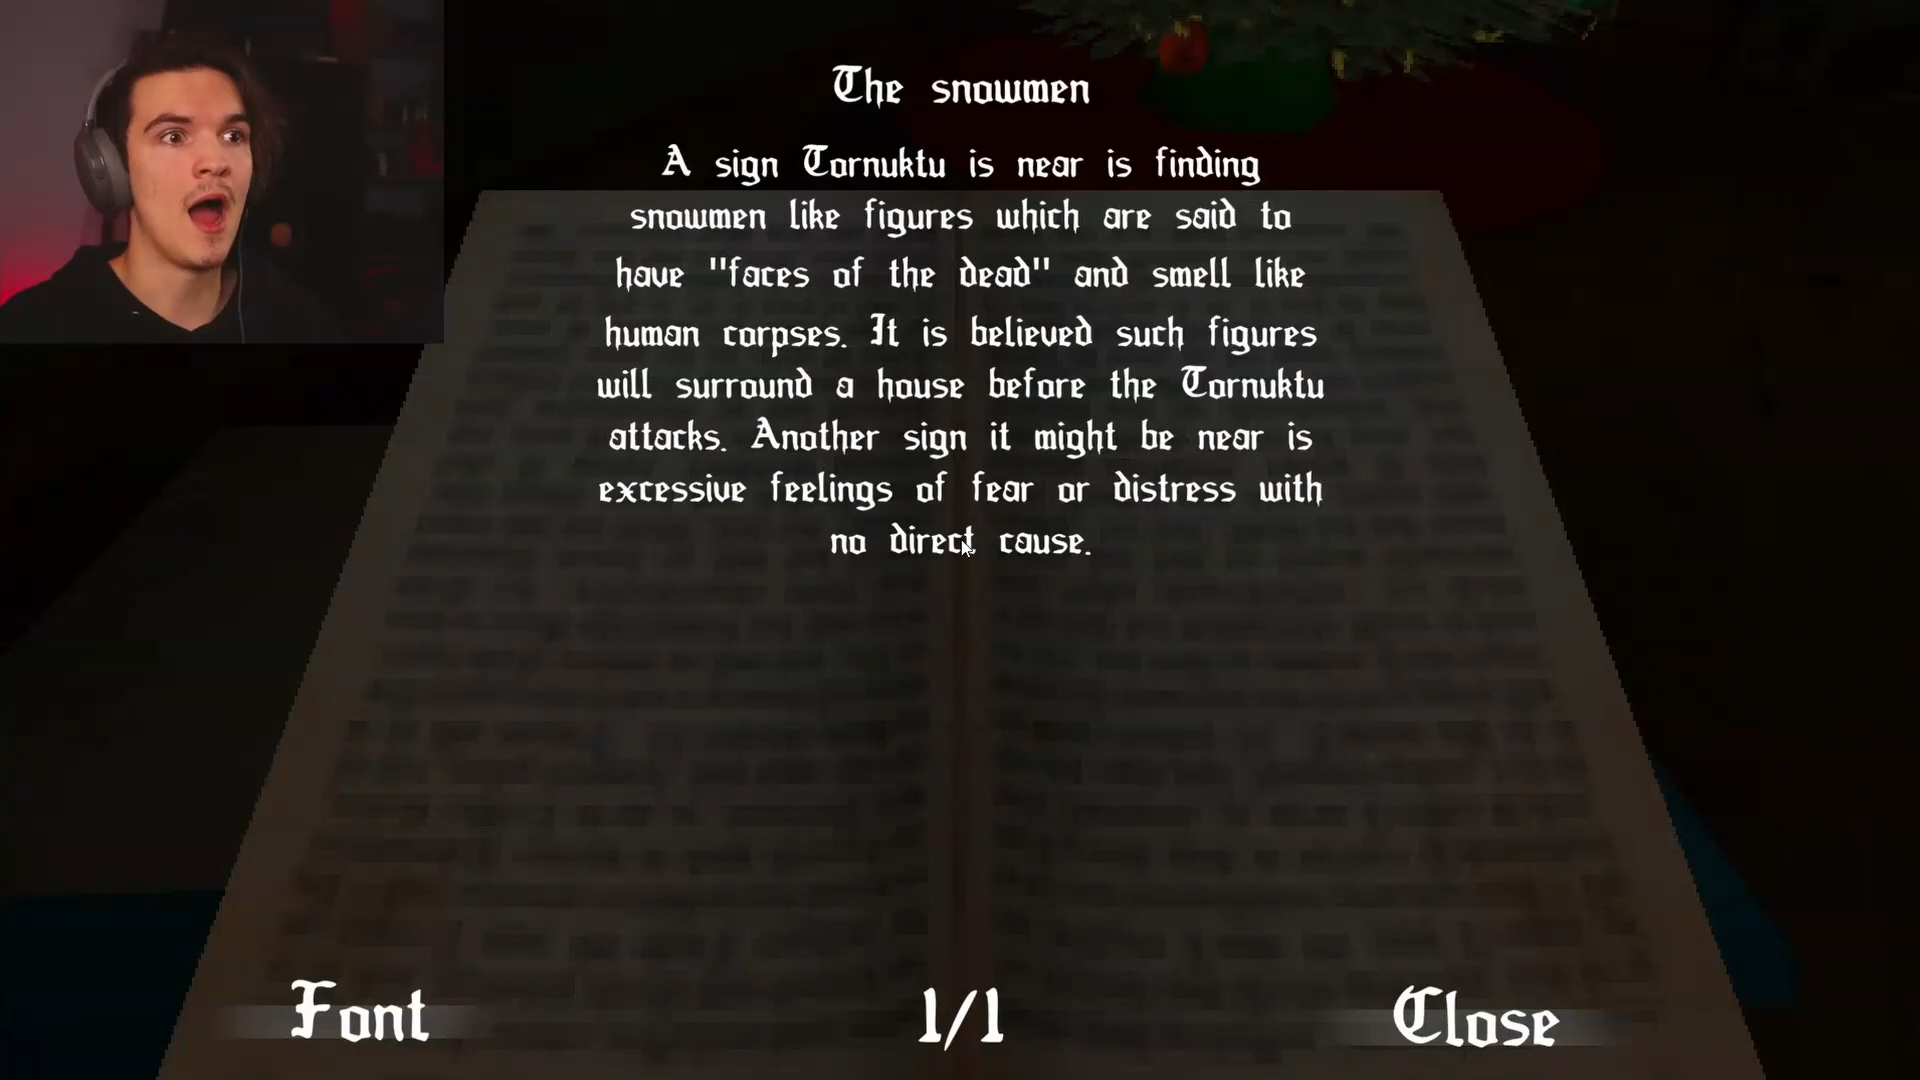 The snowmen
A sign Tornuktu is near is finding
snowmen like figures which are said to
have "faces of the dead" and smell like
human corpses. It is believed such figures
will surround a house before the Tornuktu
attacks. Another sign it might be near is
excessive feelings of fear or distress with
no direct cause.
Font 1/1 Close